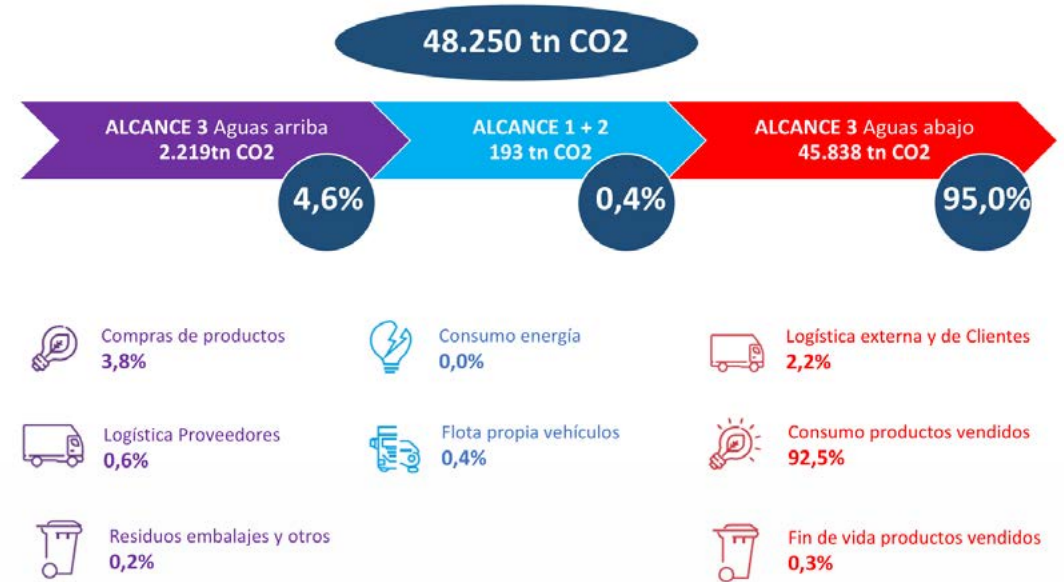 48.250 tn CO2
ALCANCE 3 Aguas arriba
2.219tn CO2
4,6%
ALCANCE 1 + 2
193 tn CO2
0,4%
ALCANCE 3 Aguas abajo
45.838 tn CO2
95,0%
Compras de productos
3,8%
Logística Proveedores
0,6%
Residuos embalajes y otros
0,2%
Consumo energía
0,0%
Flota propia vehículos
0,4%
Logística externa y de Clientes
2,2%
Consumo productos vendidos
92,5%
Fin de vida productos vendidos
0,3%